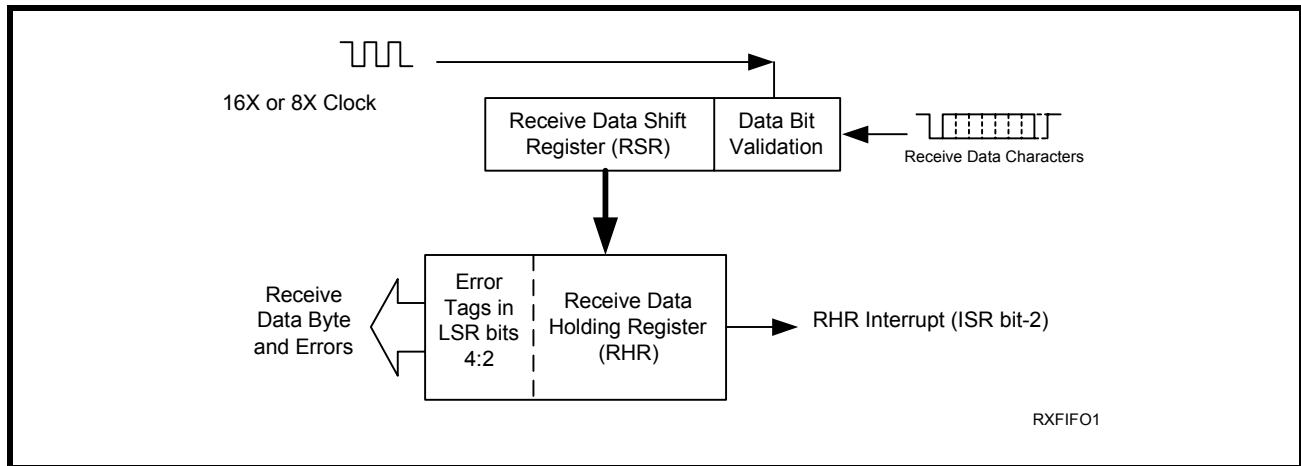 16X or 8X Clock
Receive Data Shift
Register (RSR)
Data Bit
Validation
Receive Data Characters
Receive
Data Byte
and Errors
Error
Tags in
LSR bits
4:2
Receive Data
Holding Register
(RHR)
RHR Interrupt (ISR bit-2)
RXFIFO1